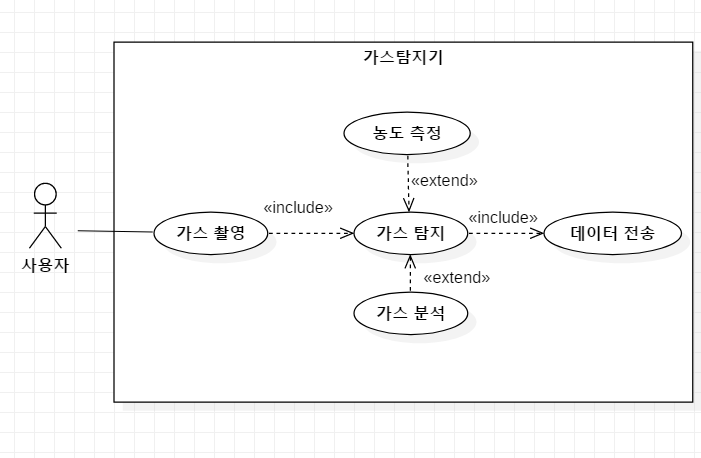 가스탐지기
농도 측정
«extend»
«include»
«include»
가스 촬영
가스 탐지
데이터 전송
사용자
«extend»
가스 분석